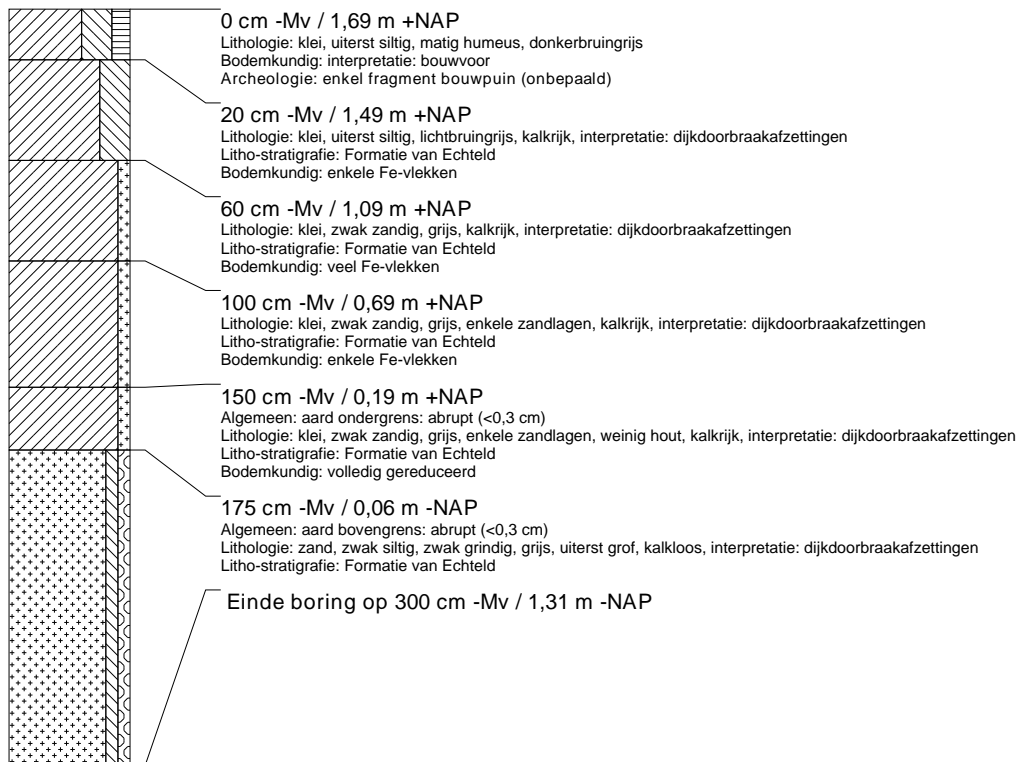 0 cm -Mv / 1,69 m +NAP
Lithologie: klei, uiterst siltig, matig humeus, donkerbruingrijs
Bodemkundig: interpretatie: bouwvoor
Archeologie: enkel fragment bouwpuin (onbepaald)
20 cm -Mv / 1,49 m +NAP
Lithologie: klei, uiterst siltig, lichtbruingrijs, kalkrijk, interpretatie: dijkdoorbraakafzettingen
Litho-stratigrafie: Formatie van Echteld
Bodemkundig: enkele Fe-vlekken
60 cm -Mv / 1,09 m +NAP
Lithologie: klei, zwak zandig, grijs, kalkrijk, interpretatie: dijkdoorbraakafzettingen
Litho-stratigrafie: Formatie van Echteld
Bodemkundig: veel Fe-vlekken
100 cm -Mv / 0,69 m +NAP
Lithologie: klei, zwak zandig, grijs, enkele zandlagen, kalkrijk, interpretatie: dijkdoorbraakafzettingen
Litho-stratigrafie: Formatie van Echteld
Bodemkundig: enkele Fe-vlekken
150 cm -Mv / 0,19 m +NAP
Algemeen: aard ondergrens: abrupt (<0,3 cm)
Lithologie: klei, zwak zandig, grijs, enkele zandlagen, weinig hout, kalkrijk, interpretatie: dijkdoorbraakafzettingen
Litho-stratigrafie: Formatie van Echteld
Bodemkundig: volledig gereduceerd
175 cm -Mv / 0,06 m -NAP
Algemeen: aard bovengrens: abrupt (<0,3 cm)
Lithologie: zand, zwak siltig, zwak grindig, grijs, uiterst grof, kalkloos, interpretatie: dijkdoorbraakafzettingen
Litho-stratigrafie: Formatie van Echteld
Einde boring op 300 cm -Mv / 1,31 m -NAP